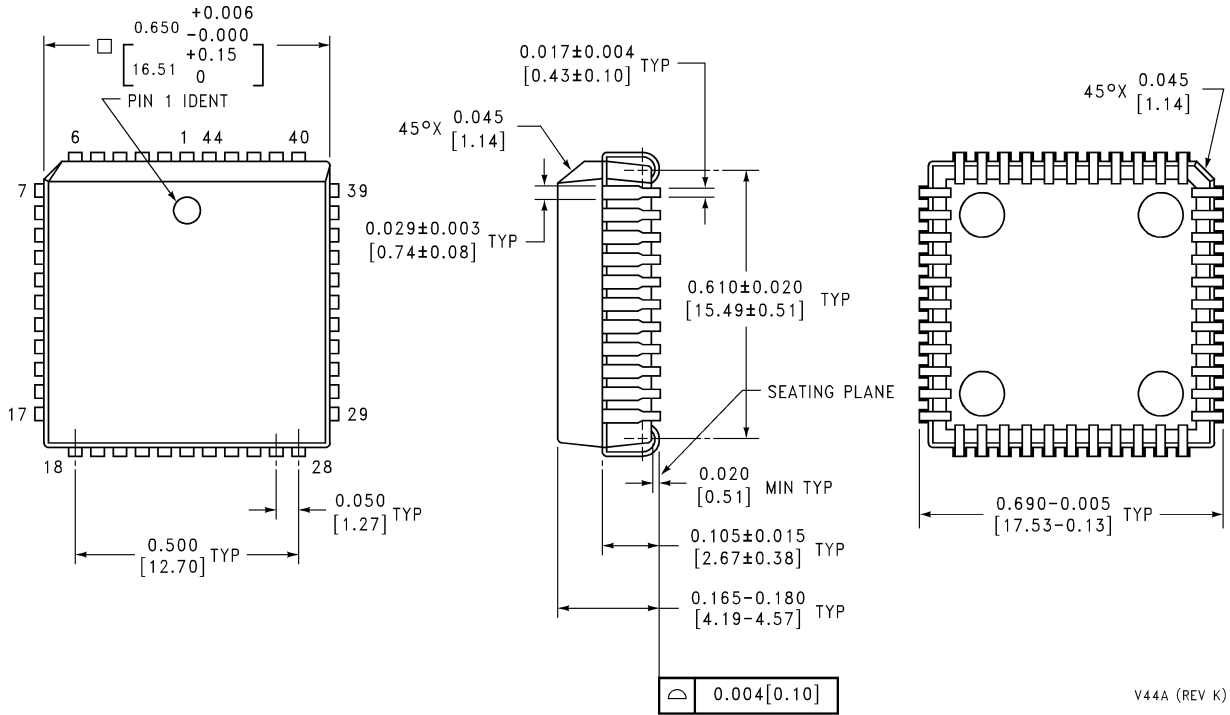 0.650 +0.006 -0.000
[16.51 +0.15 0]
PIN 1 IDENT
6 1 44 40
7 39
17 29
18 28
0.050
[1.27] TYP
0.500
[12.70] TYP
0.017±0.004
[0.43±0.10] TYP
45°X 0.045
[1.14]
0.029±0.003
[0.74±0.08] TYP
0.610±0.020
[15.49±0.51] TYP
SEATING PLANE
0.020
[0.51] MIN TYP
0.105±0.015
[2.67±0.38] TYP
0.165-0.180
[4.19-4.57] TYP
0.004[0.10]
45°X 0.045
[1.14]
0.690-0.005
[17.53-0.13] TYP
V44A (REV K)